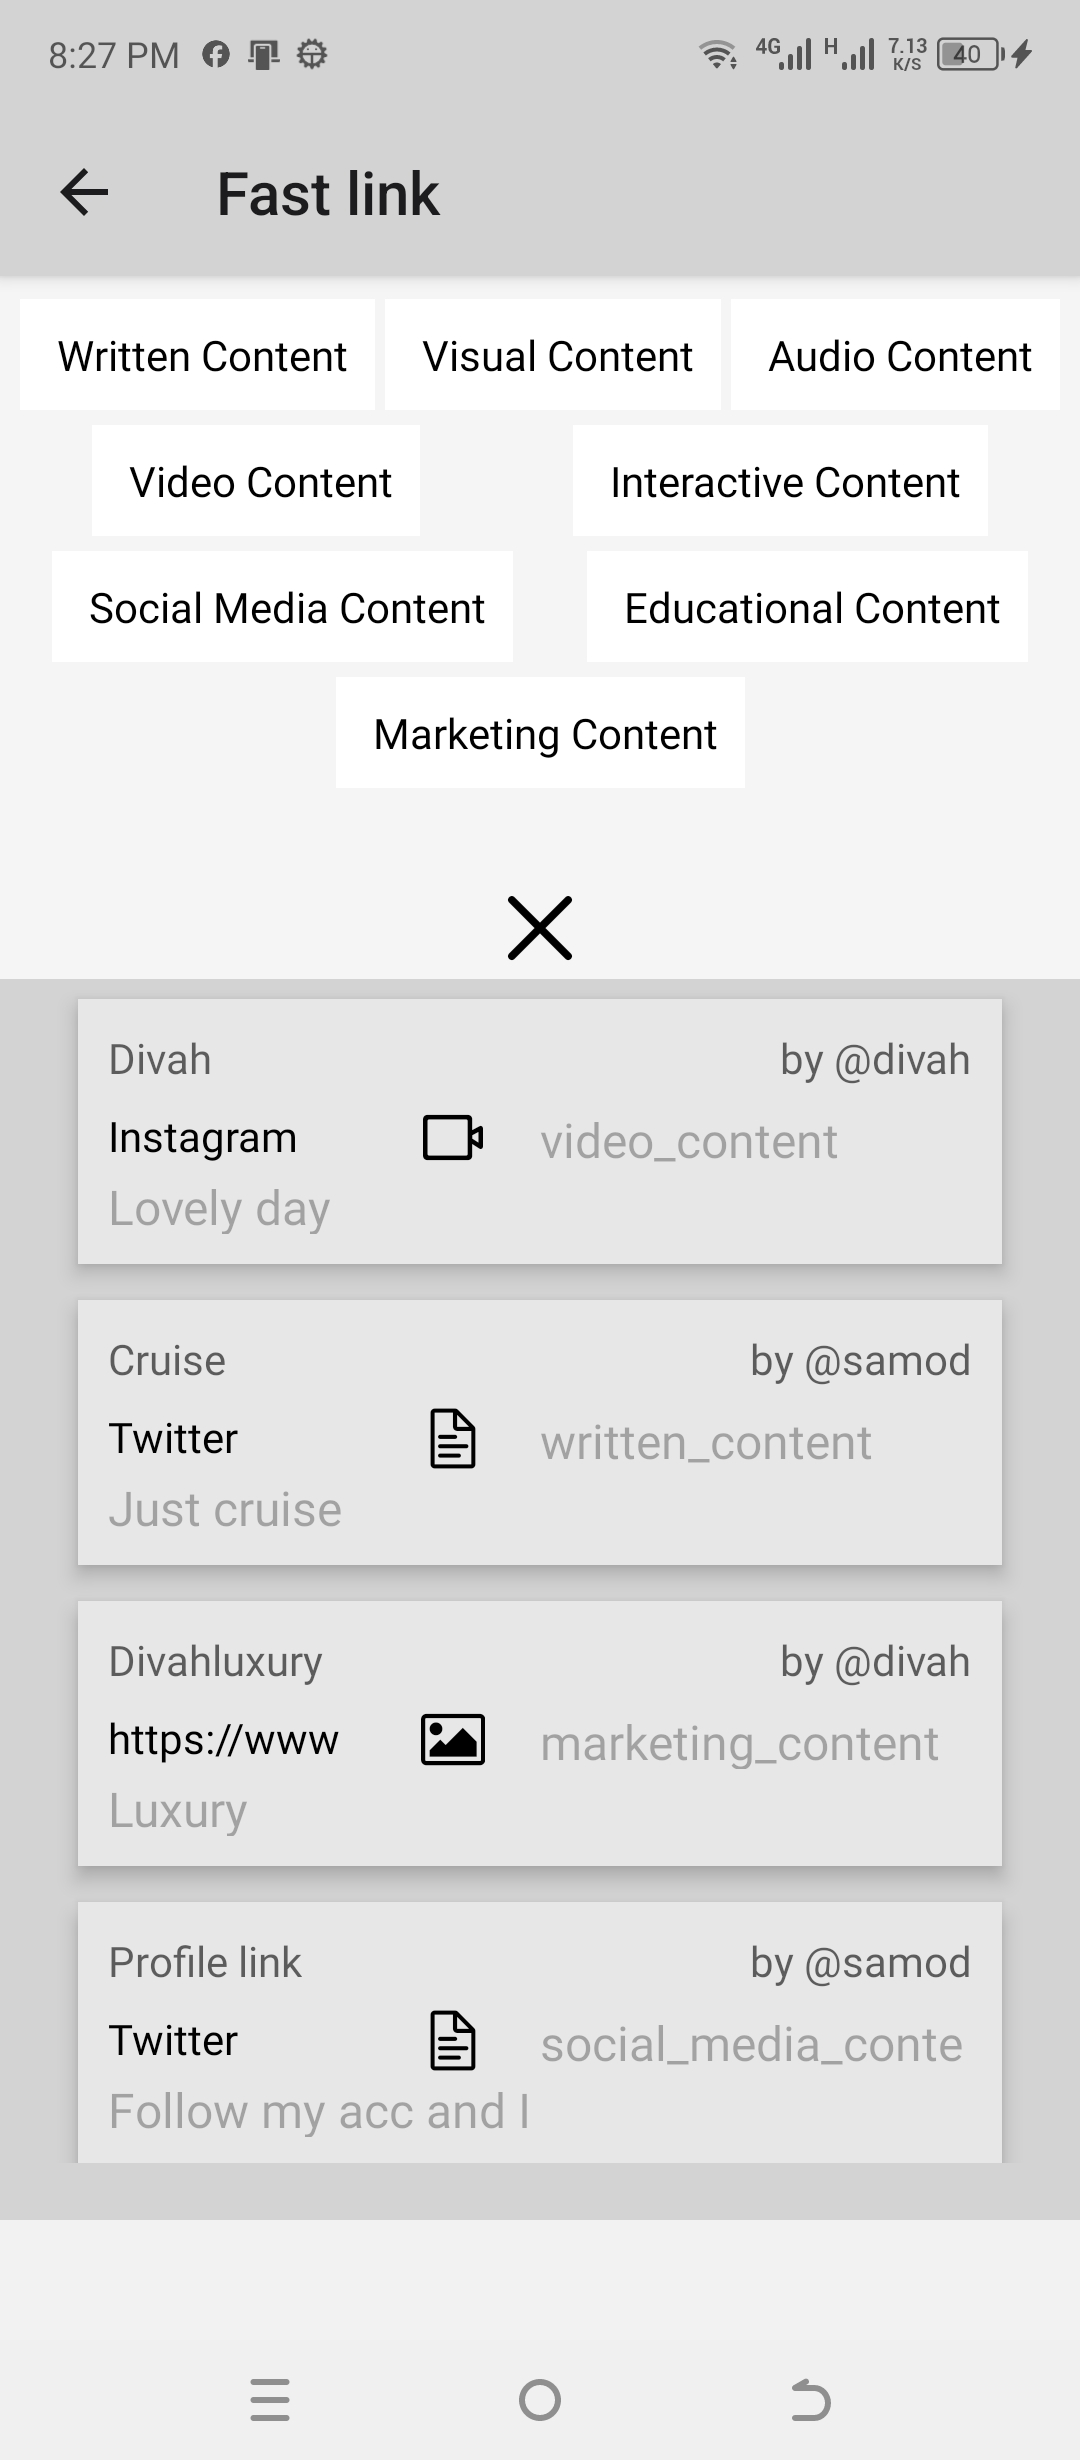 8:27 PM 4G H 7.13 K/S 40
Fast link
Written Content Visual Content Audio Content
Video Content Interactive Content
Social Media Content Educational Content
Marketing Content
Divah by @divah
Instagram video_content
Lovely day
Cruise by @samod
Twitter written_content
Just cruise
Divahluxury by @divah
https://www marketing_content
Luxury
Profile link by @samod
Twitter social_media_conte
Follow my acc and I